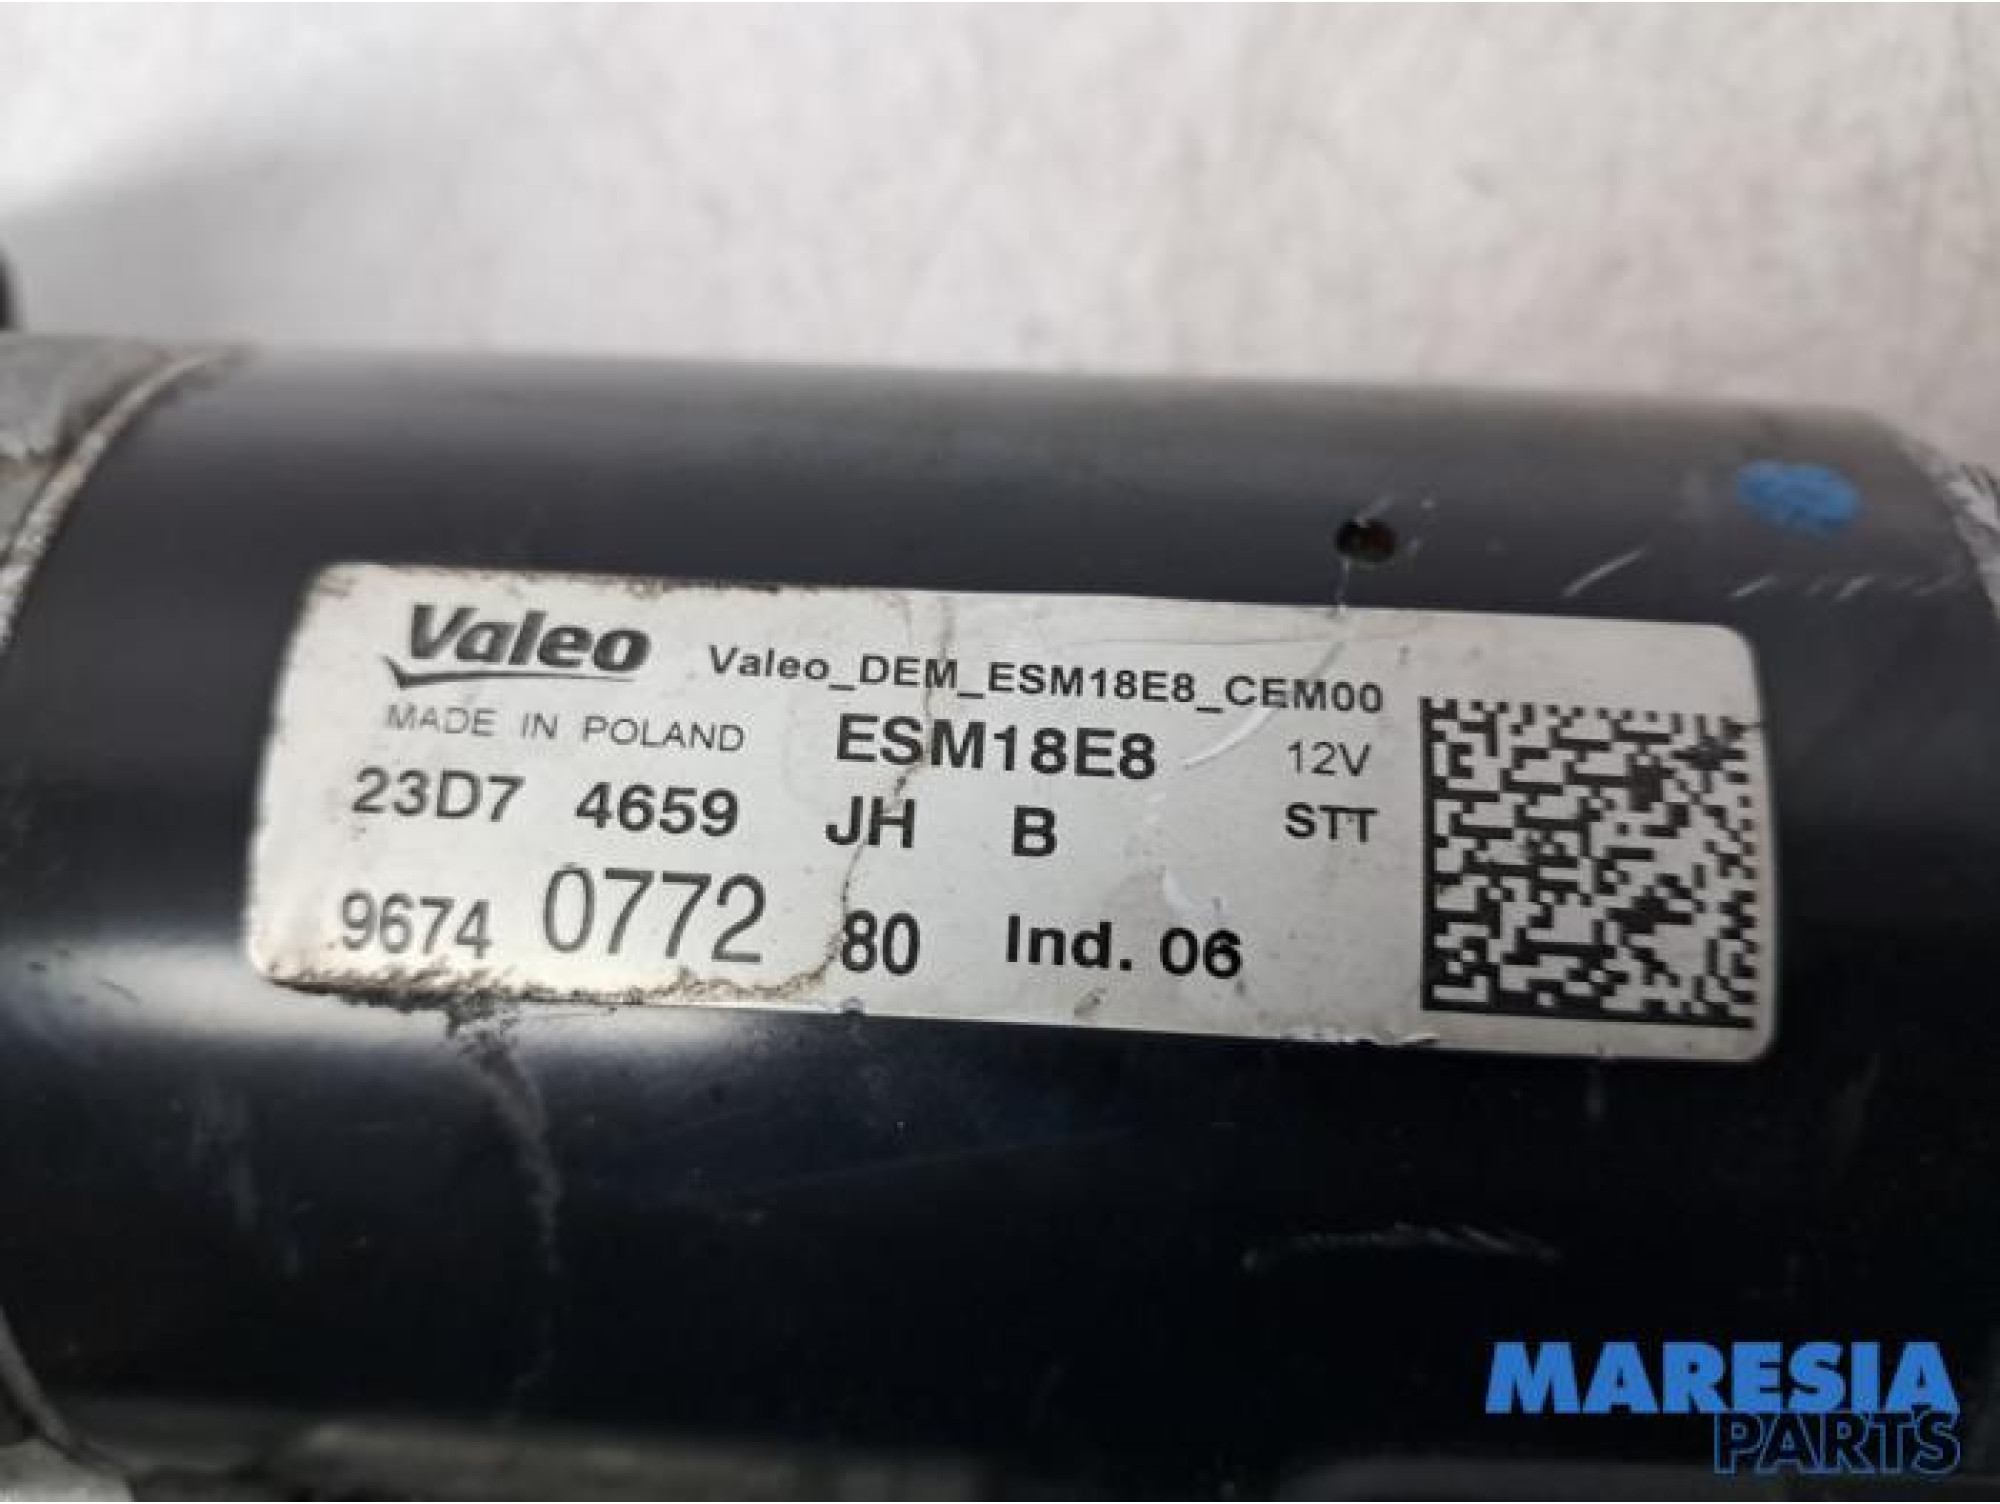 Valeo Valeo_DEM_ESM18E8_CEM00
MADE IN POLAND ESM18E8 12V
23D7 4659 JH B STT
9674 0772 80 Ind. 06
MARESIA
PARTS